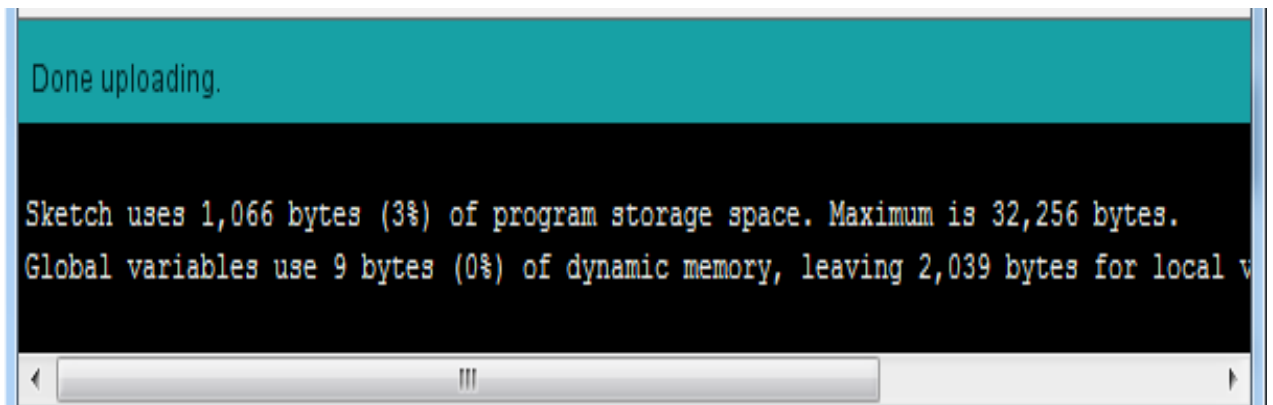 Done uploading.
Sketch uses 1,066 bytes (3%) of program storage space. Maximum is 32,256 bytes.
Global variables use 9 bytes (0%) of dynamic memory, leaving 2,039 bytes for local